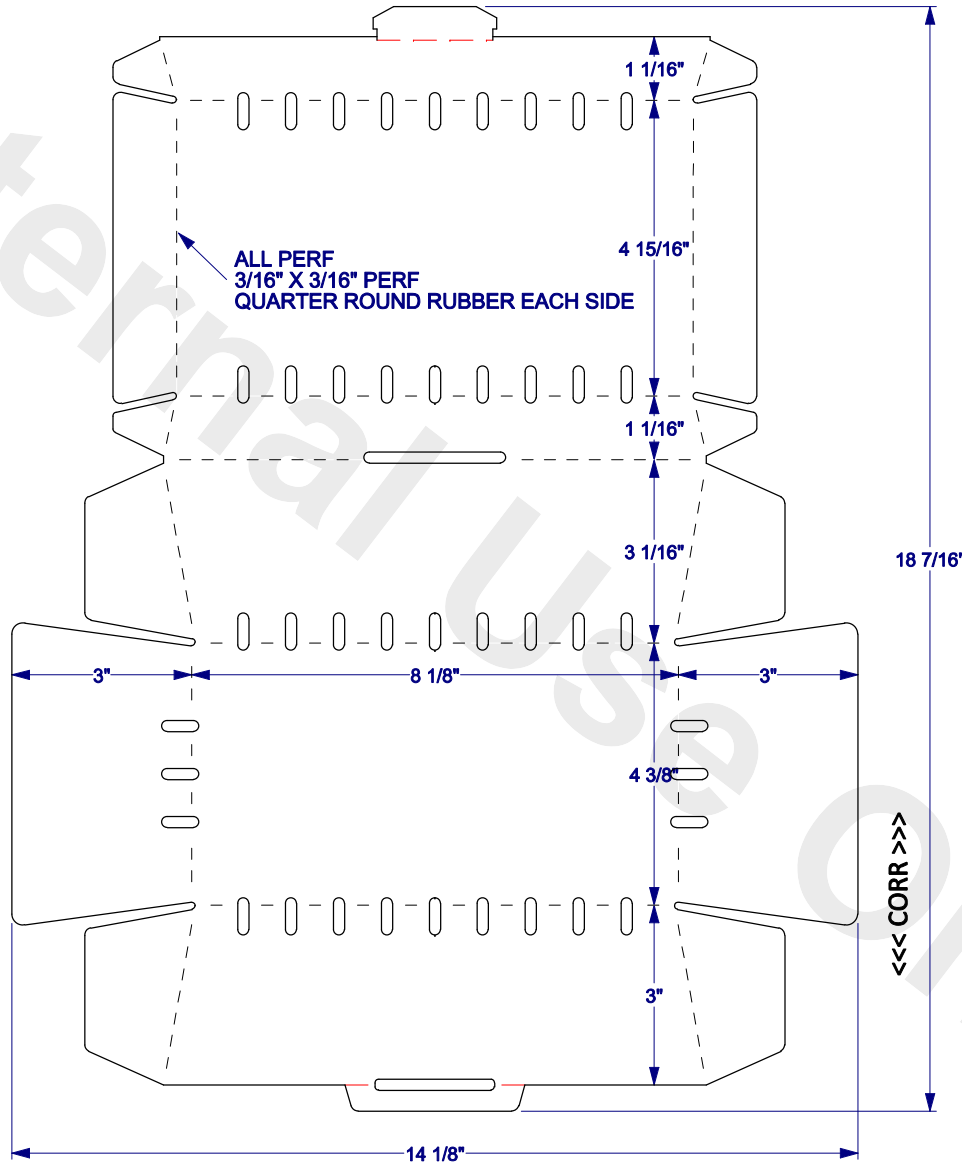 1 1/16"
4 15/16"
ALL PERF
3/16" X 3/16" PERF
QUARTER ROUND RUBBER EACH SIDE
1 1/16"
3 1/16"
18 7/16"
3"
8 1/8"
3"
4 3/8"
<<< CORR >>>
3"
14 1/8"
ternal Use O